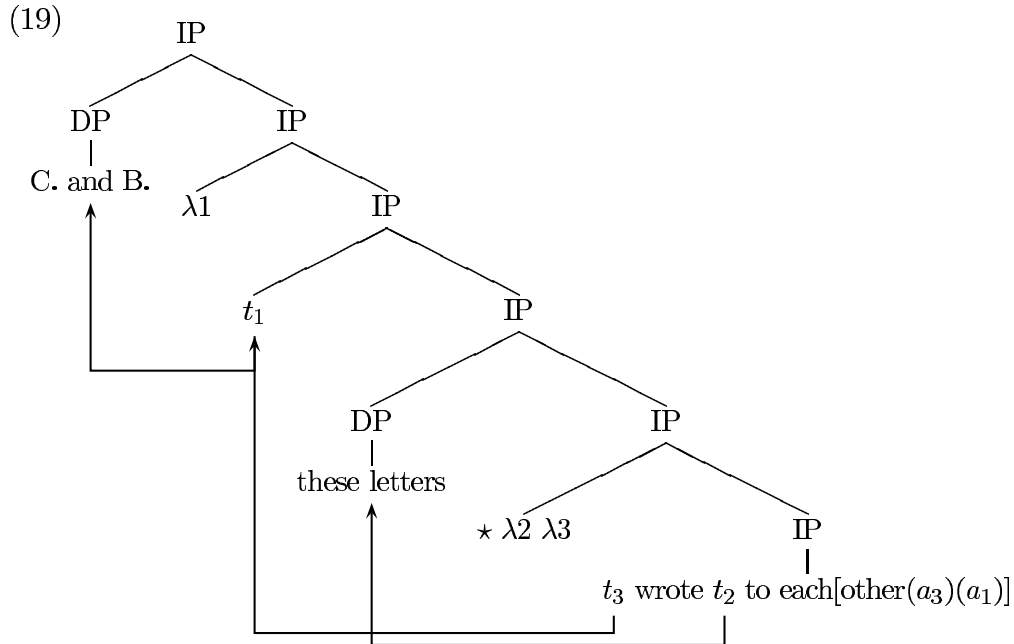 (19)
IP
DP IP
C. and B. λ1 IP
t₁ IP
DP IP
these letters ⋆ λ2 λ3 IP
t₃ wrote t₂ to each[other(a₃)(a₁)]